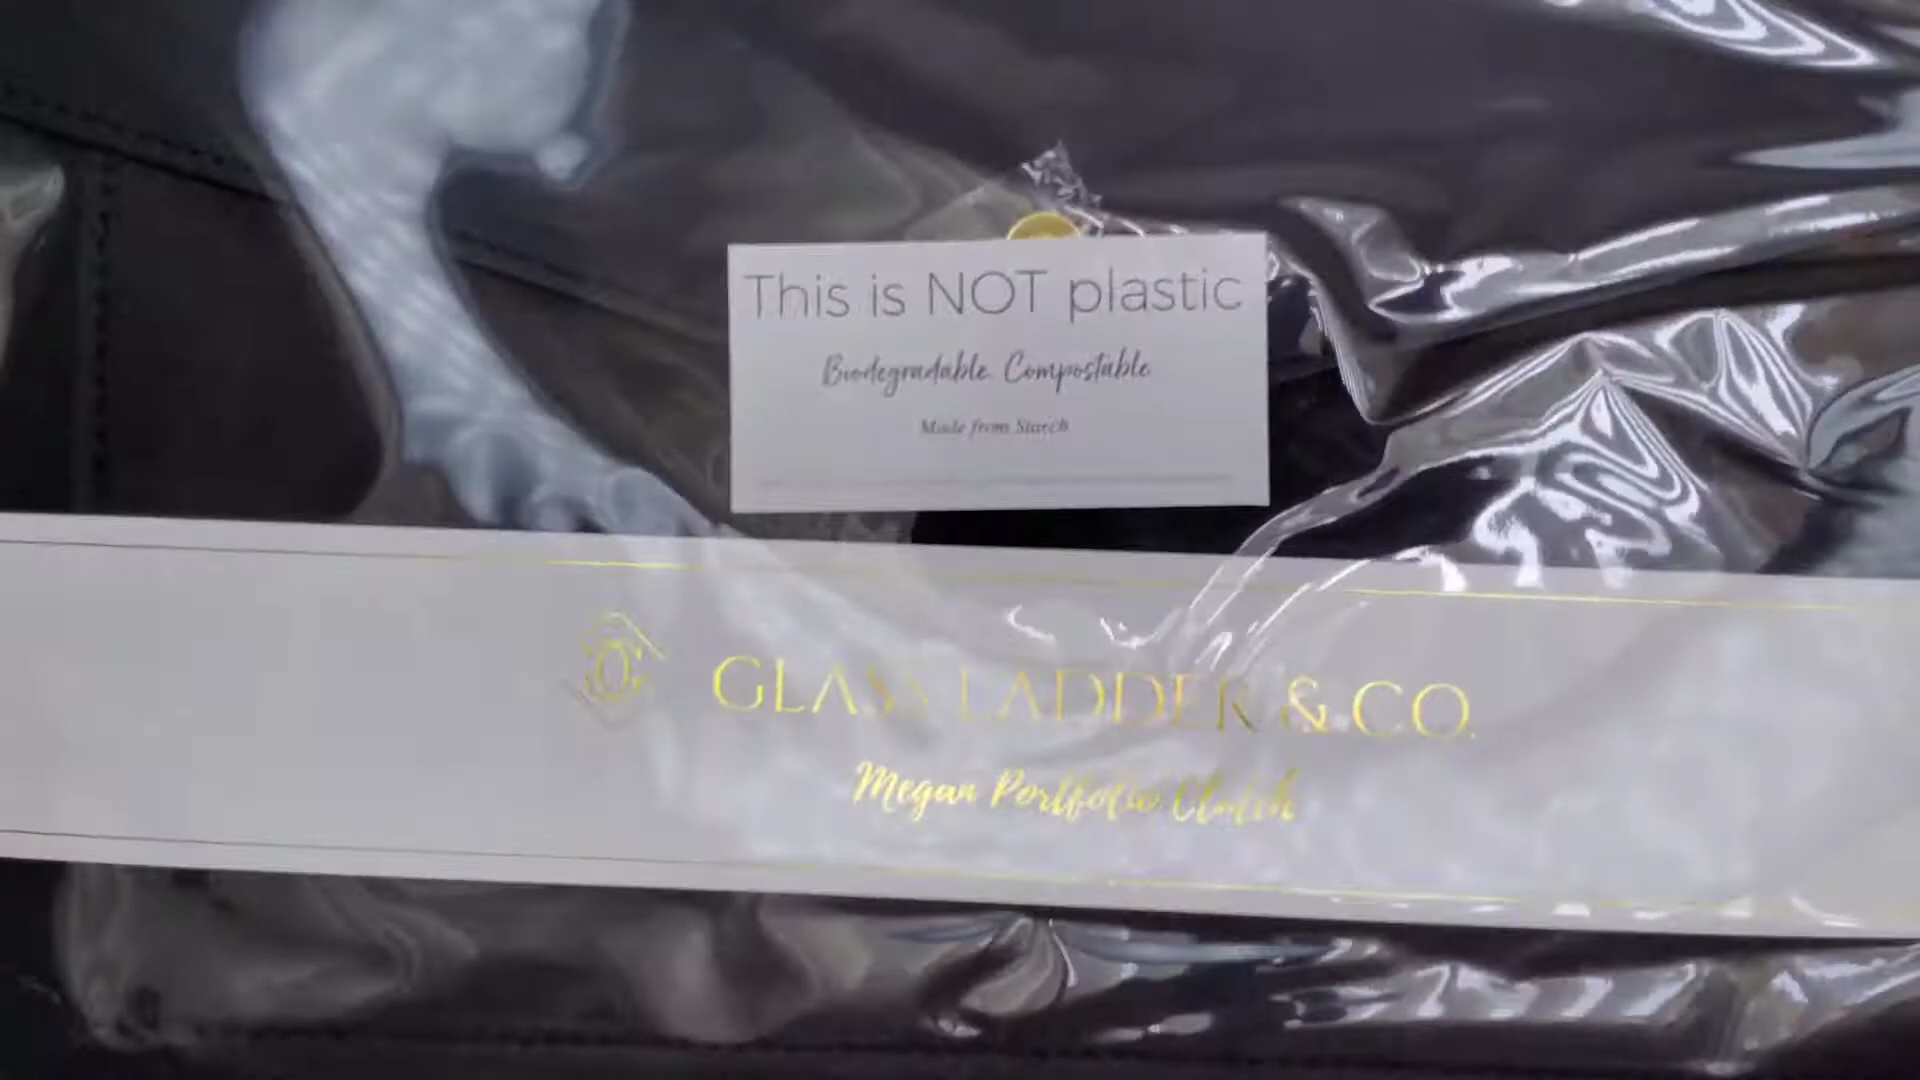 This is NOT plastic
Biodegradable. Compostable
Made from Starch
GLASS LADDER & CO.
Megan Portfolio Clutch